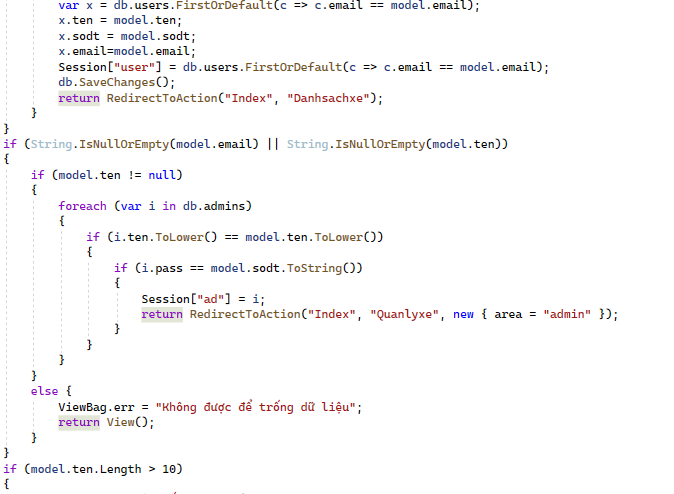 var x = db.users.FirstOrDefault(c => c.email == model.email);
x.ten = model.ten;
x.sodt = model.sodt;
x.email=model.email;
Session["user"] = db.users.FirstOrDefault(c => c.email == model.email);
db.SaveChanges();
return RedirectToAction("Index", "Danhsachxe");
}
}
if (String.IsNullOrEmpty(model.email) || String.IsNullOrEmpty(model.ten))
{
if (model.ten != null)
{
foreach (var i in db.admins)
{
if (i.ten.ToLower() == model.ten.ToLower())
{
if (i.pass == model.sodt.ToString())
{
Session["ad"] = i;
return RedirectToAction("Index", "Quanlyxe", new { area = "admin" });
}
}
}
}
else {
ViewBag.err = "Không được để trống dữ liệu";
return View();
}
}
if (model.ten.Length > 10)
{